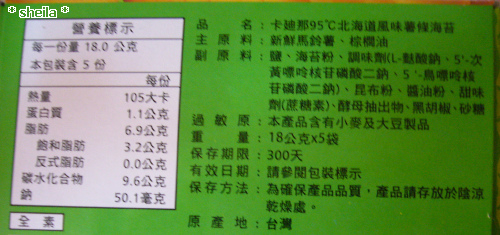 * sheila *
營養標示
每一份量 18.0 公克
本包裝含 5 份
每份
熱量 105大卡
蛋白質 1.1公克
脂肪 6.9公克
飽和脂肪 3.2公克
反式脂肪 0.0公克
碳水化合物 9.6公克
鈉 50.1毫克
全素
品名：卡廸那95℃北海道風味薯條海苔
主原料：新鮮馬鈴薯、棕櫚油
副原料：鹽、海苔粉、調味劑(L-麩酸鈉、5'-次
黃嘌呤核苷磷酸二鈉、5'-鳥嘌呤核
苷磷酸二鈉)、昆布粉、醬油粉、甜味
劑(蔗糖素)、酵母抽出物、黑胡椒、砂糖
過敏原：本產品含有小麥及大豆製品
重量：18公克x5袋
保存期限：300天
有效日期：請參閱包裝標示
保存方法：為確保產品品質，產品請存放於陰涼
乾燥處。
原產地：台灣